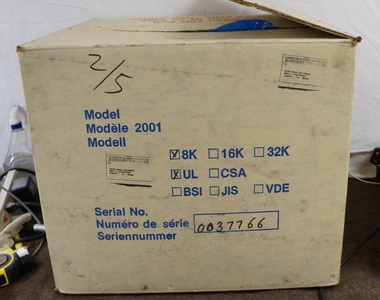 2/5
Model
Modèle 2001
Modell
8K 16K 32K
UL CSA
BSI JIS VDE
Serial No.
Numéro de série 0037766
Seriennummer